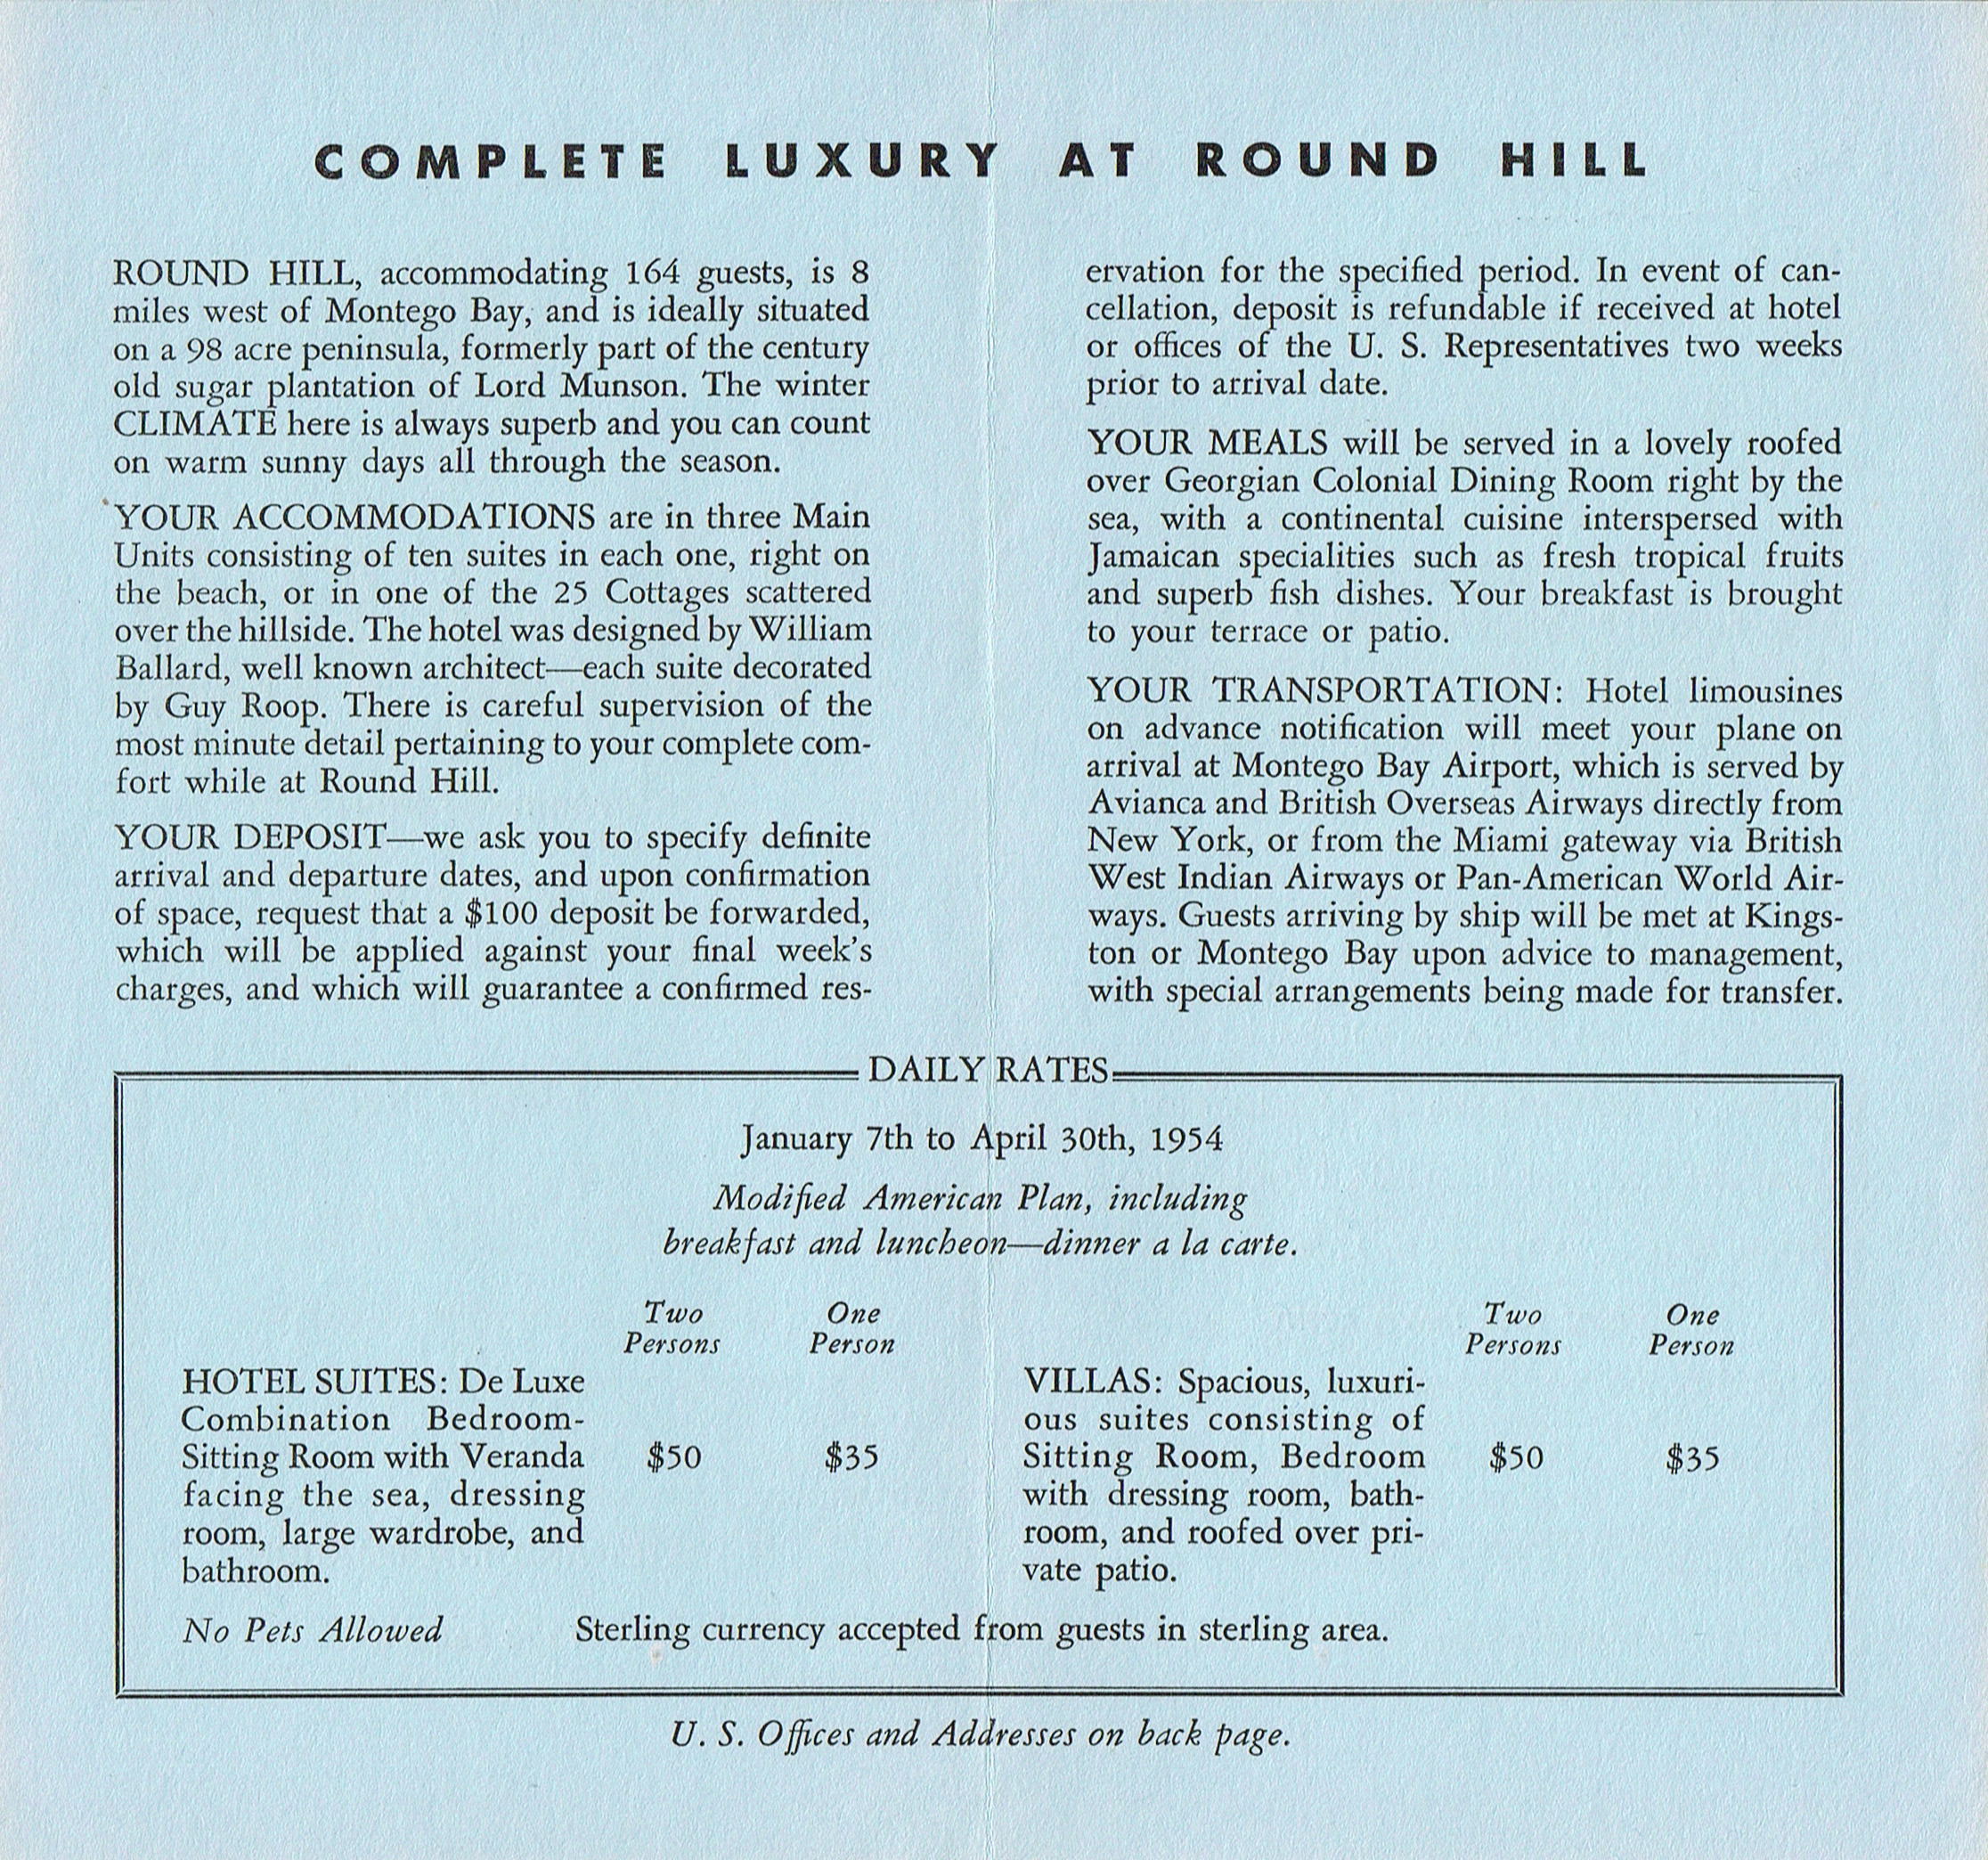 COMPLETE LUXURY AT ROUND HILL
ROUND HILL, accommodating 164 guests, is 8
miles west of Montego Bay, and is ideally situated
on a 98 acre peninsula, formerly part of the century
old sugar plantation of Lord Munson. The winter
CLIMATE here is always superb and you can count
on warm sunny days all through the season.
YOUR ACCOMMODATIONS are in three Main
Units consisting of ten suites in each one, right on
the beach, or in one of the 25 Cottages scattered
over the hillside. The hotel was designed by William
Ballard, well known architect—each suite decorated
by Guy Roop. There is careful supervision of the
most minute detail pertaining to your complete com-
fort while at Round Hill.
YOUR DEPOSIT—we ask you to specify definite
arrival and departure dates, and upon confirmation
of space, request that a $100 deposit be forwarded,
which will be applied against your final week's
charges, and which will guarantee a confirmed res-
ervation for the specified period. In event of can-
cellation, deposit is refundable if received at hotel
or offices of the U. S. Representatives two weeks
prior to arrival date.
YOUR MEALS will be served in a lovely roofed
over Georgian Colonial Dining Room right by the
sea, with a continental cuisine interspersed with
Jamaican specialities such as fresh tropical fruits
and superb fish dishes. Your breakfast is brought
to your terrace or patio.
YOUR TRANSPORTATION: Hotel limousines
on advance notification will meet your plane on
arrival at Montego Bay Airport, which is served by
Avianca and British Overseas Airways directly from
New York, or from the Miami gateway via British
West Indian Airways or Pan-American World Air-
ways. Guests arriving by ship will be met at Kings-
ton or Montego Bay upon advice to management,
with special arrangements being made for transfer.
DAILY RATES
January 7th to April 30th, 1954
Modified American Plan, including
breakfast and luncheon—dinner a la carte.
Two One
Persons Person
HOTEL SUITES: De Luxe
Combination Bedroom-
Sitting Room with Veranda $50 $35
facing the sea, dressing
room, large wardrobe, and
bathroom.
Two One
Persons Person
VILLAS: Spacious, luxuri-
ous suites consisting of
Sitting Room, Bedroom $50 $35
with dressing room, bath-
room, and roofed over pri-
vate patio.
No Pets Allowed Sterling currency accepted from guests in sterling area.
U. S. Offices and Addresses on back page.